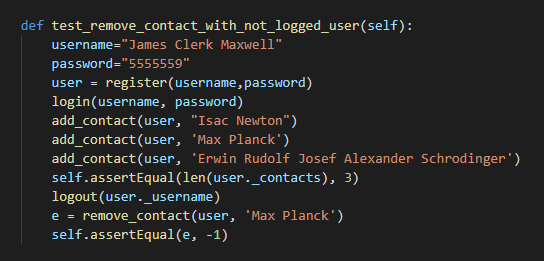 def test_remove_contact_with_not_logged_user(self):
    username="James Clerk Maxwell"
    password="5555559"
    user = register(username,password)
    login(username, password)
    add_contact(user, "Isac Newton")
    add_contact(user, 'Max Planck')
    add_contact(user, 'Erwin Rudolf Josef Alexander Schrodinger')
    self.assertEqual(len(user._contacts), 3)
    logout(user._username)
    e = remove_contact(user, 'Max Planck')
    self.assertEqual(e, -1)